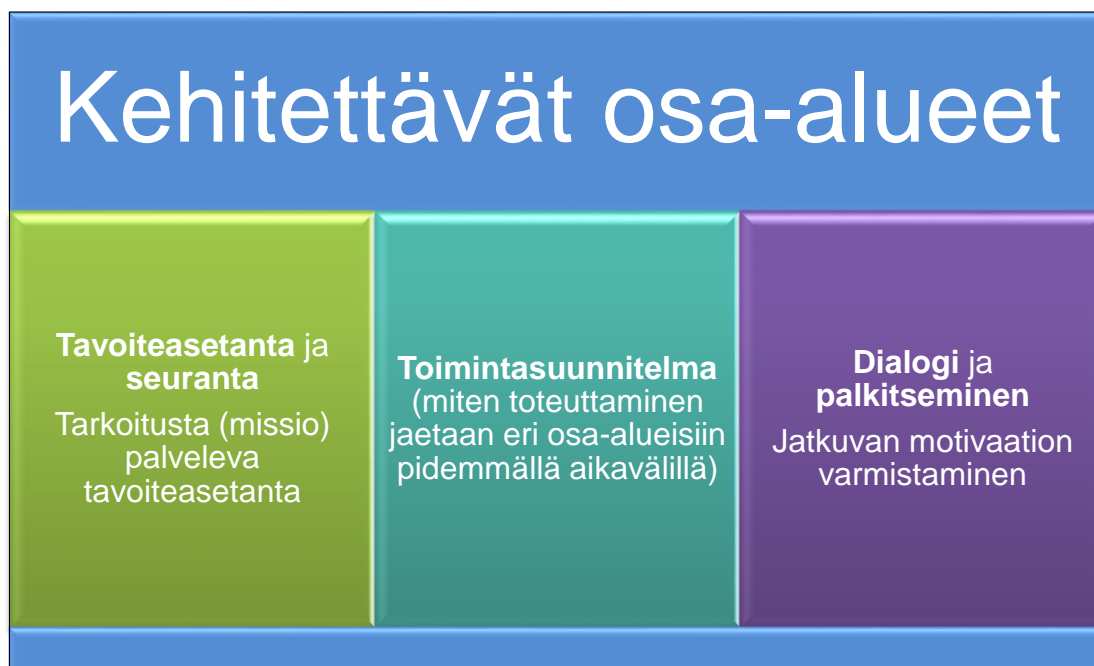 Kehitettävät osa-alueet
Tavoiteasetanta ja
seuranta
Tarkoitusta (missio)
palveleva
tavoiteasetanta
Toimintasuunnitelma
(miten toteuttaminen
jaetaan eri osa-alueisiin
pidemmällä aikavälillä)
Dialogi ja
palkitseminen
Jatkuvan motivaation
varmistaminen